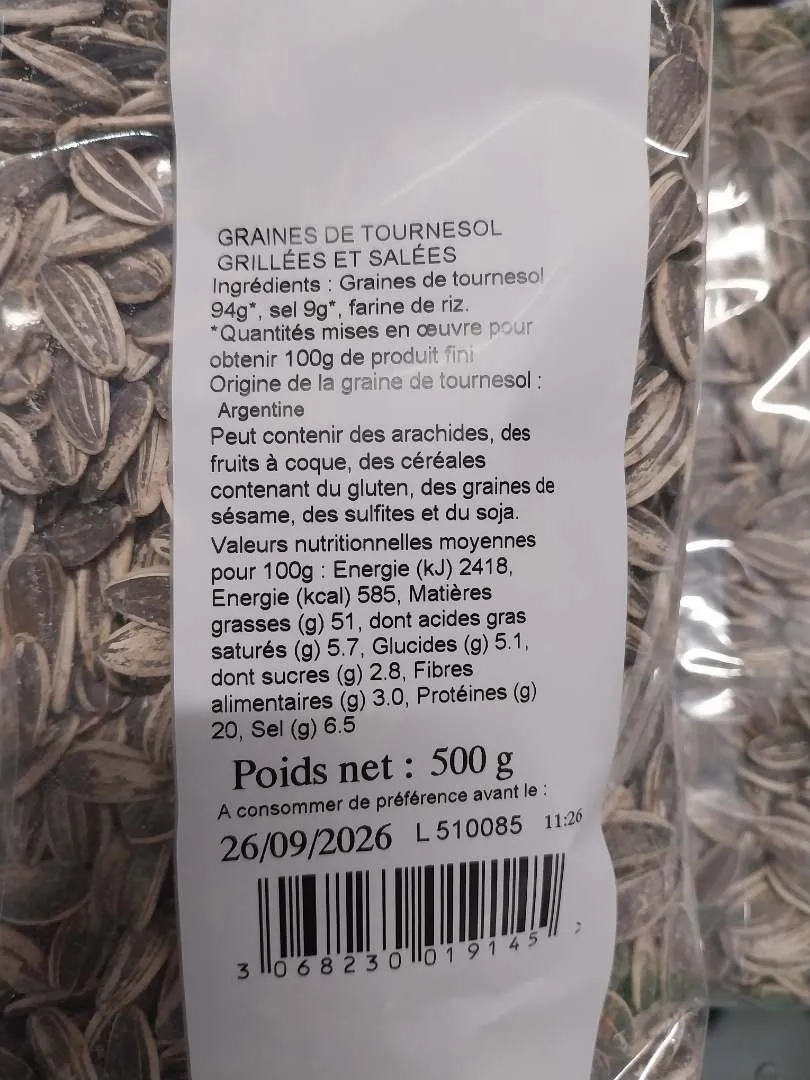 GRAINES DE TOURNESOL
GRILLÉES ET SALÉES
Ingrédients : Graines de tournesol
94g*, sel 9g*, farine de riz.
*Quantités mises en œuvre pour
obtenir 100g de produit fini
Origine de la graine de tournesol :
Argentine
Peut contenir des arachides, des
fruits à coque, des céréales
contenant du gluten, des graines de
sésame, des sulfites et du soja.
Valeurs nutritionnelles moyennes
pour 100g : Energie (kJ) 2418,
Energie (kcal) 585, Matières
grasses (g) 51, dont acides gras
saturés (g) 5.7, Glucides (g) 5.1,
dont sucres (g) 2.8, Fibres
alimentaires (g) 3.0, Protéines (g)
20, Sel (g) 6.5
Poids net : 500 g
A consommer de préférence avant le :
26/09/2026 L 510085 11:26
3 068230 019145 >